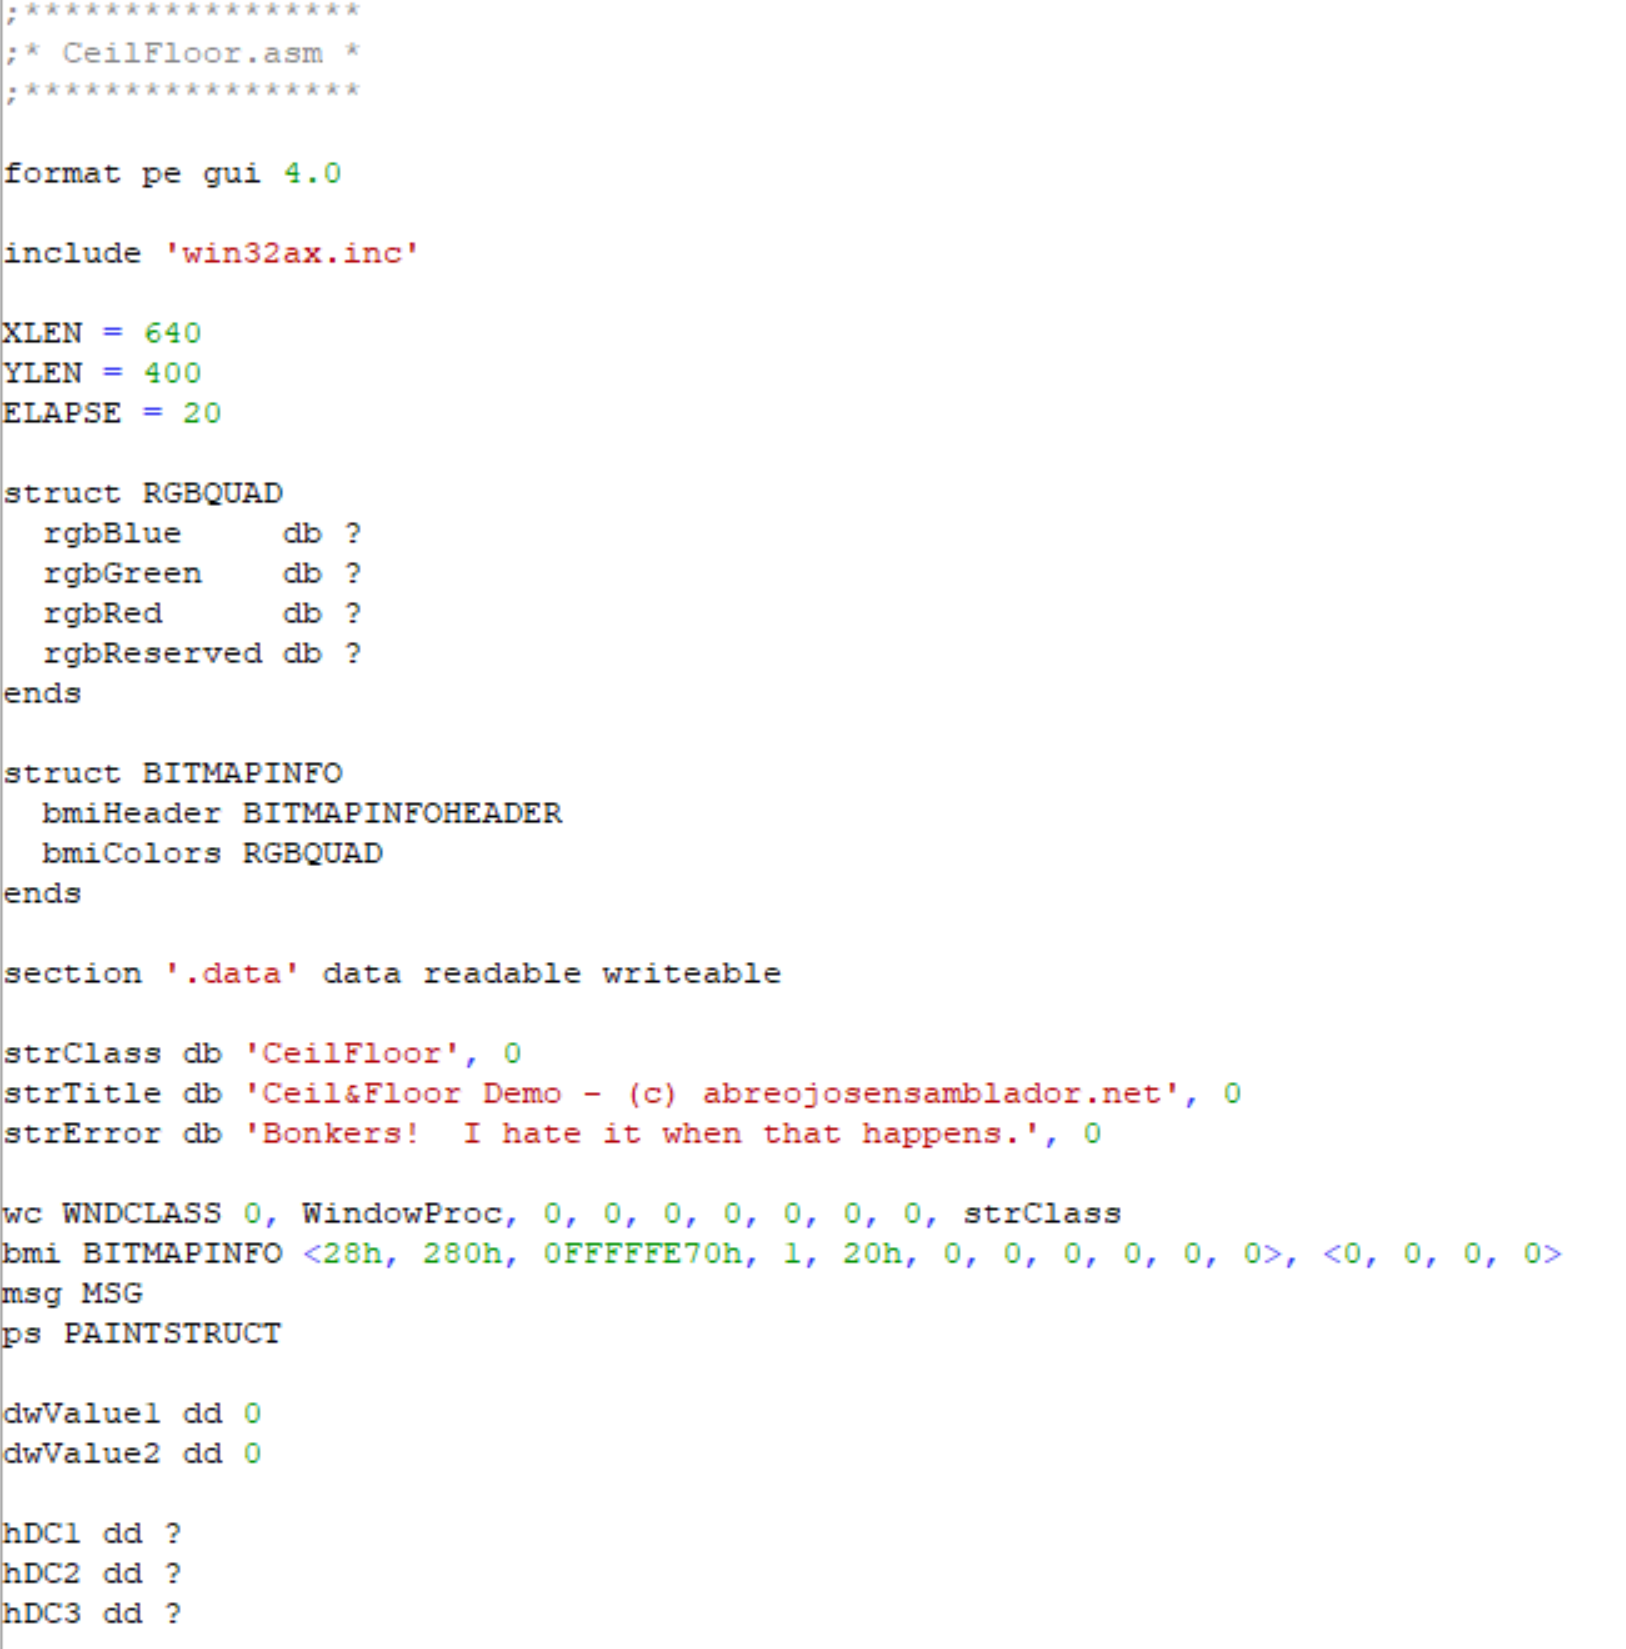 ;*****************
;* CeilFloor.asm *
;*****************
format pe gui 4.0
include 'win32ax.inc'
XLEN = 640
YLEN = 400
ELAPSE = 20
struct RGBQUAD
  rgbBlue     db ?
  rgbGreen    db ?
  rgbRed      db ?
  rgbReserved db ?
ends
struct BITMAPINFO
  bmiHeader BITMAPINFOHEADER
  bmiColors RGBQUAD
ends
section '.data' data readable writeable
strClass db 'CeilFloor', 0
strTitle db 'Ceil&Floor Demo - (c) abreojosensamblador.net', 0
strError db 'Bonkers!  I hate it when that happens.', 0
wc WNDCLASS 0, WindowProc, 0, 0, 0, 0, 0, 0, 0, strClass
bmi BITMAPINFO <28h, 280h, 0FFFFFE70h, 1, 20h, 0, 0, 0, 0, 0, 0>, <0, 0, 0, 0>
msg MSG
ps PAINTSTRUCT
dwValue1 dd 0
dwValue2 dd 0
hDC1 dd ?
hDC2 dd ?
hDC3 dd ?